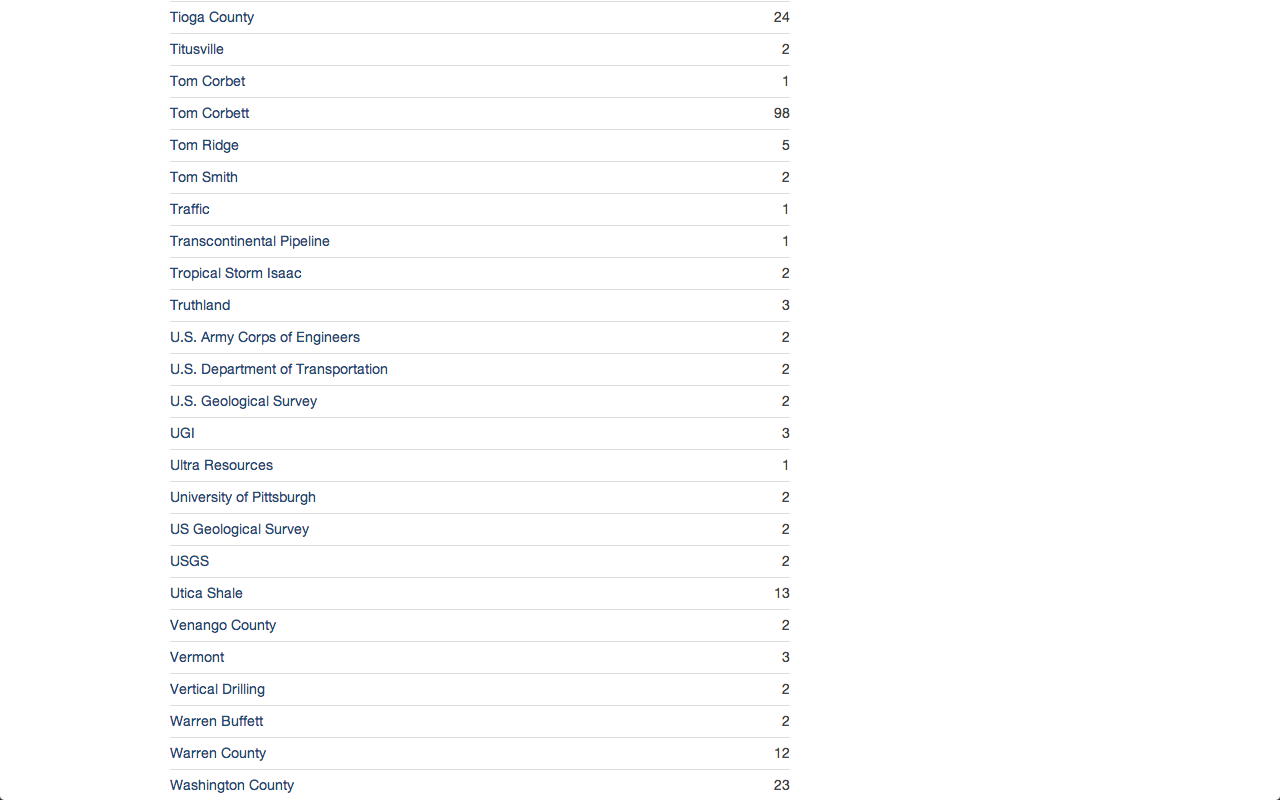 Tioga County 24
Titusville 2
Tom Corbet 1
Tom Corbett 98
Tom Ridge 5
Tom Smith 2
Traffic 1
Transcontinental Pipeline 1
Tropical Storm Isaac 2
Truthland 3
U.S. Army Corps of Engineers 2
U.S. Department of Transportation 2
U.S. Geological Survey 2
UGI 3
Ultra Resources 1
University of Pittsburgh 2
US Geological Survey 2
USGS 2
Utica Shale 13
Venango County 2
Vermont 3
Vertical Drilling 2
Warren Buffett 2
Warren County 12
Washington County 23